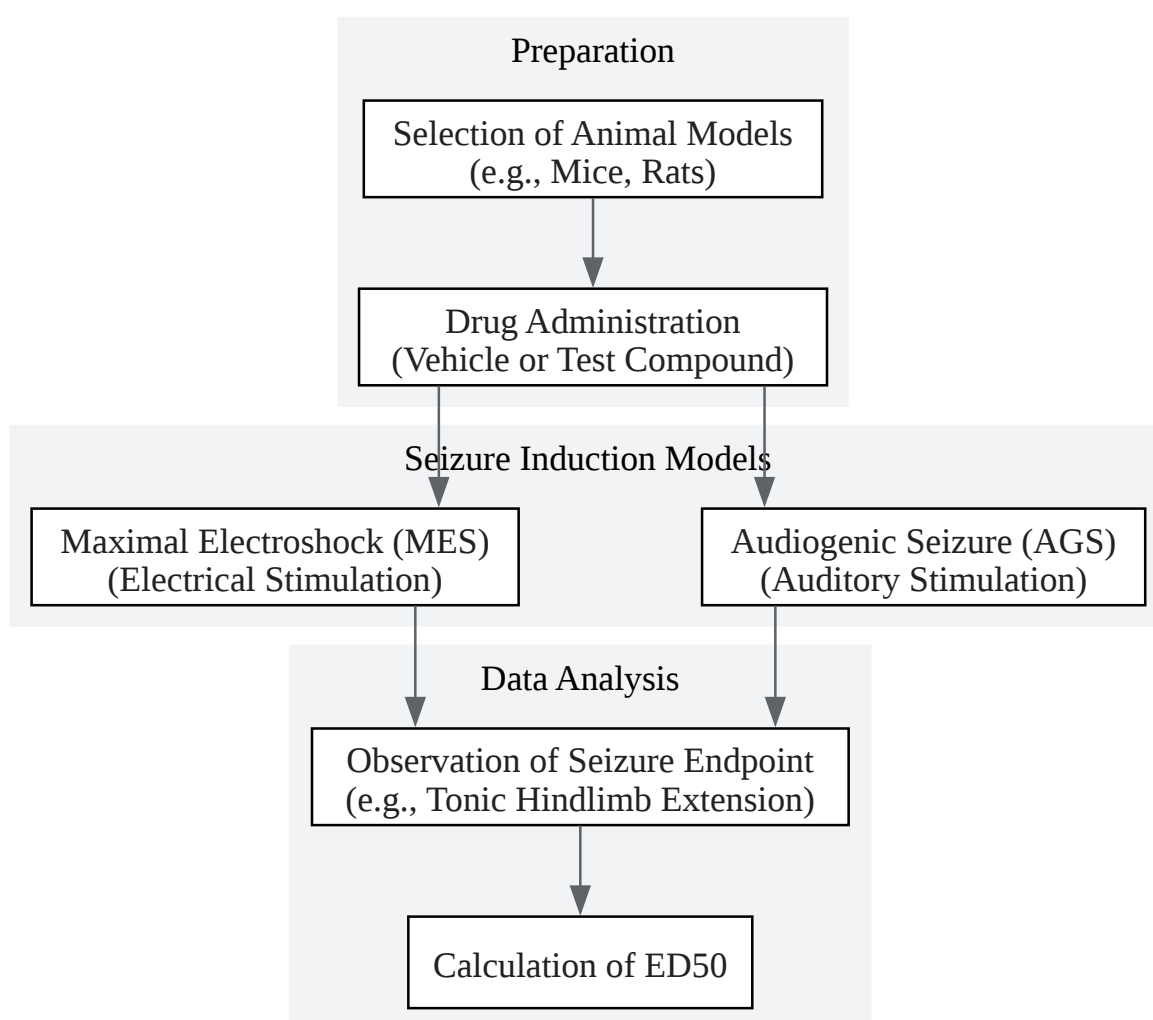 Preparation
Selection of Animal Models
(e.g., Mice, Rats)
Drug Administration
(Vehicle or Test Compound)
Seizure Induction Models
Maximal Electroshock (MES)
(Electrical Stimulation)
Audiogenic Seizure (AGS)
(Auditory Stimulation)
Data Analysis
Observation of Seizure Endpoint
(e.g., Tonic Hindlimb Extension)
Calculation of ED50